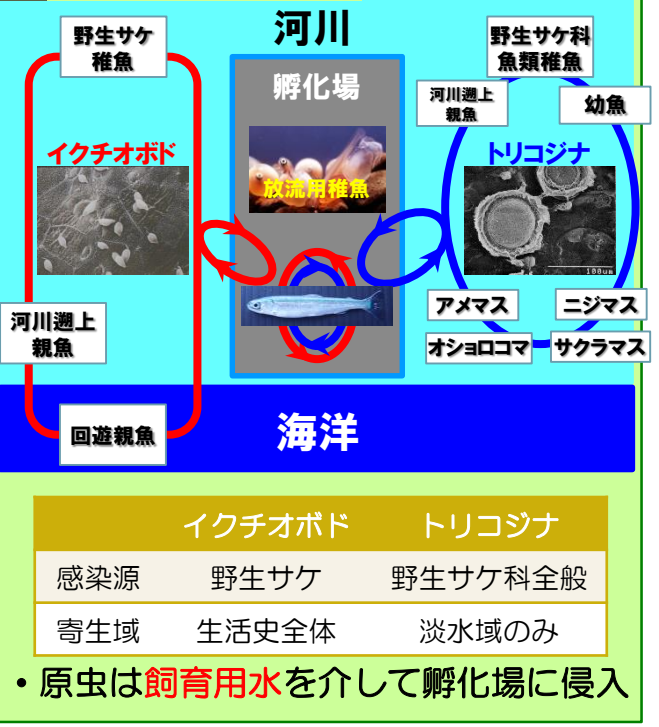 河川
野生サケ
稚魚
イクチオボド
河川遡上
親魚
回遊親魚
孵化場
放流用稚魚
野生サケ科
魚類稚魚
河川遡上
親魚
幼魚
トリコジナ
100um
アメマス
ニジマス
オショロコマ
サクラマス
海洋
イクチオボド トリコジナ
感染源 野生サケ 野生サケ科全般
寄生域 生活史全体 淡水域のみ
・原虫は飼育用水を介して孵化場に侵入